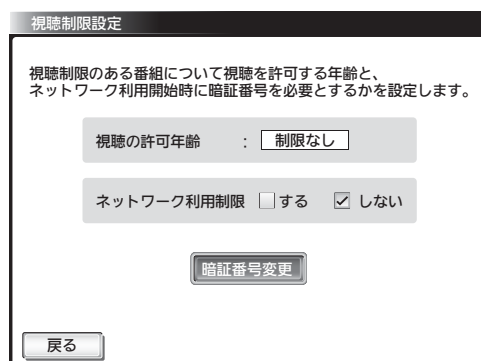 視聴制限設定
視聴制限のある番組について視聴を許可する年齢と、
ネットワーク利用開始時に暗証番号を必要とするかを設定します。
視聴の許可年齢 : 制限なし
ネットワーク利用制限 する しない
暗証番号変更
戻る